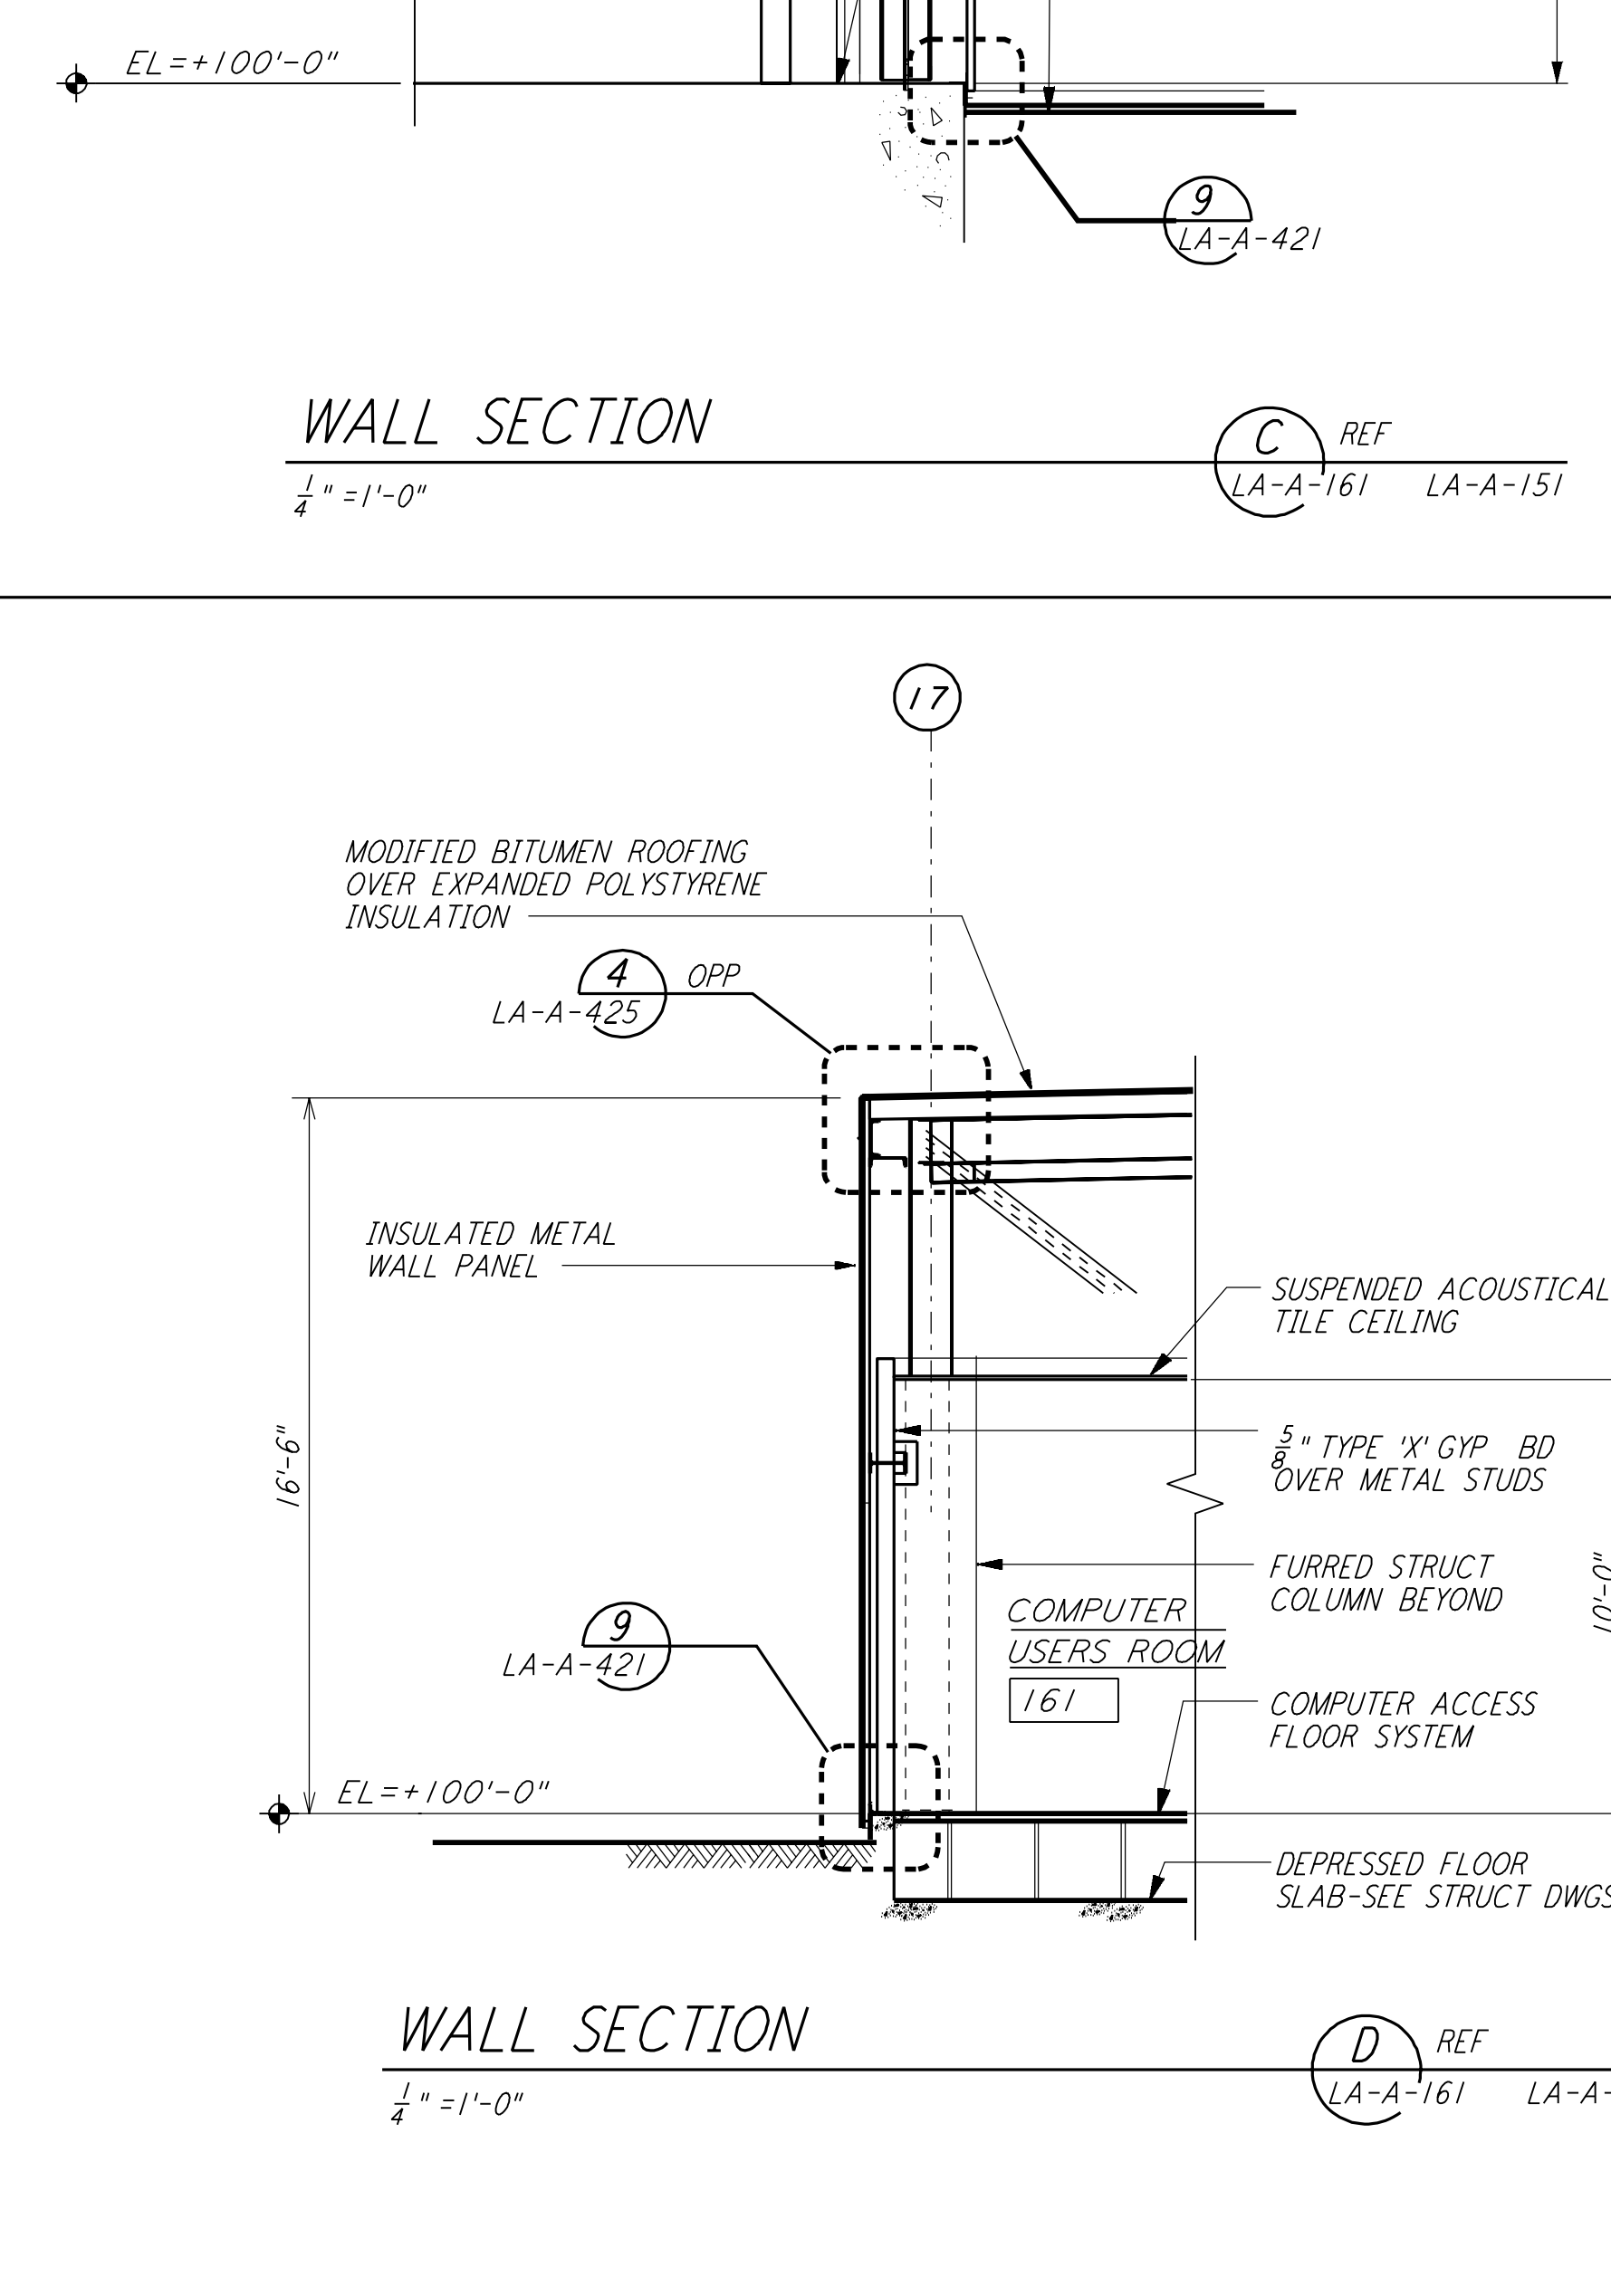 EL=+100'-0"
9
LA-A-421
WALL SECTION
1/4" =1'-0"
C REF
LA-A-161 LA-A-151
17
MODIFIED BITUMEN ROOFING
OVER EXPANDED POLYSTYRENE
INSULATION
4 OPP
LA-A-425
INSULATED METAL
WALL PANEL
SUSPENDED ACOUSTICAL
TILE CEILING
16'-6"
5/8" TYPE 'X' GYP BD
OVER METAL STUDS
FURRED STRUCT
COLUMN BEYOND
10'-0"
COMPUTER
USERS ROOM
161
9
LA-A-421
COMPUTER ACCESS
FLOOR SYSTEM
EL=+100'-0"
DEPRESSED FLOOR
SLAB-SEE STRUCT DWGS
WALL SECTION
1/4" =1'-0"
D REF
LA-A-161 LA-A-